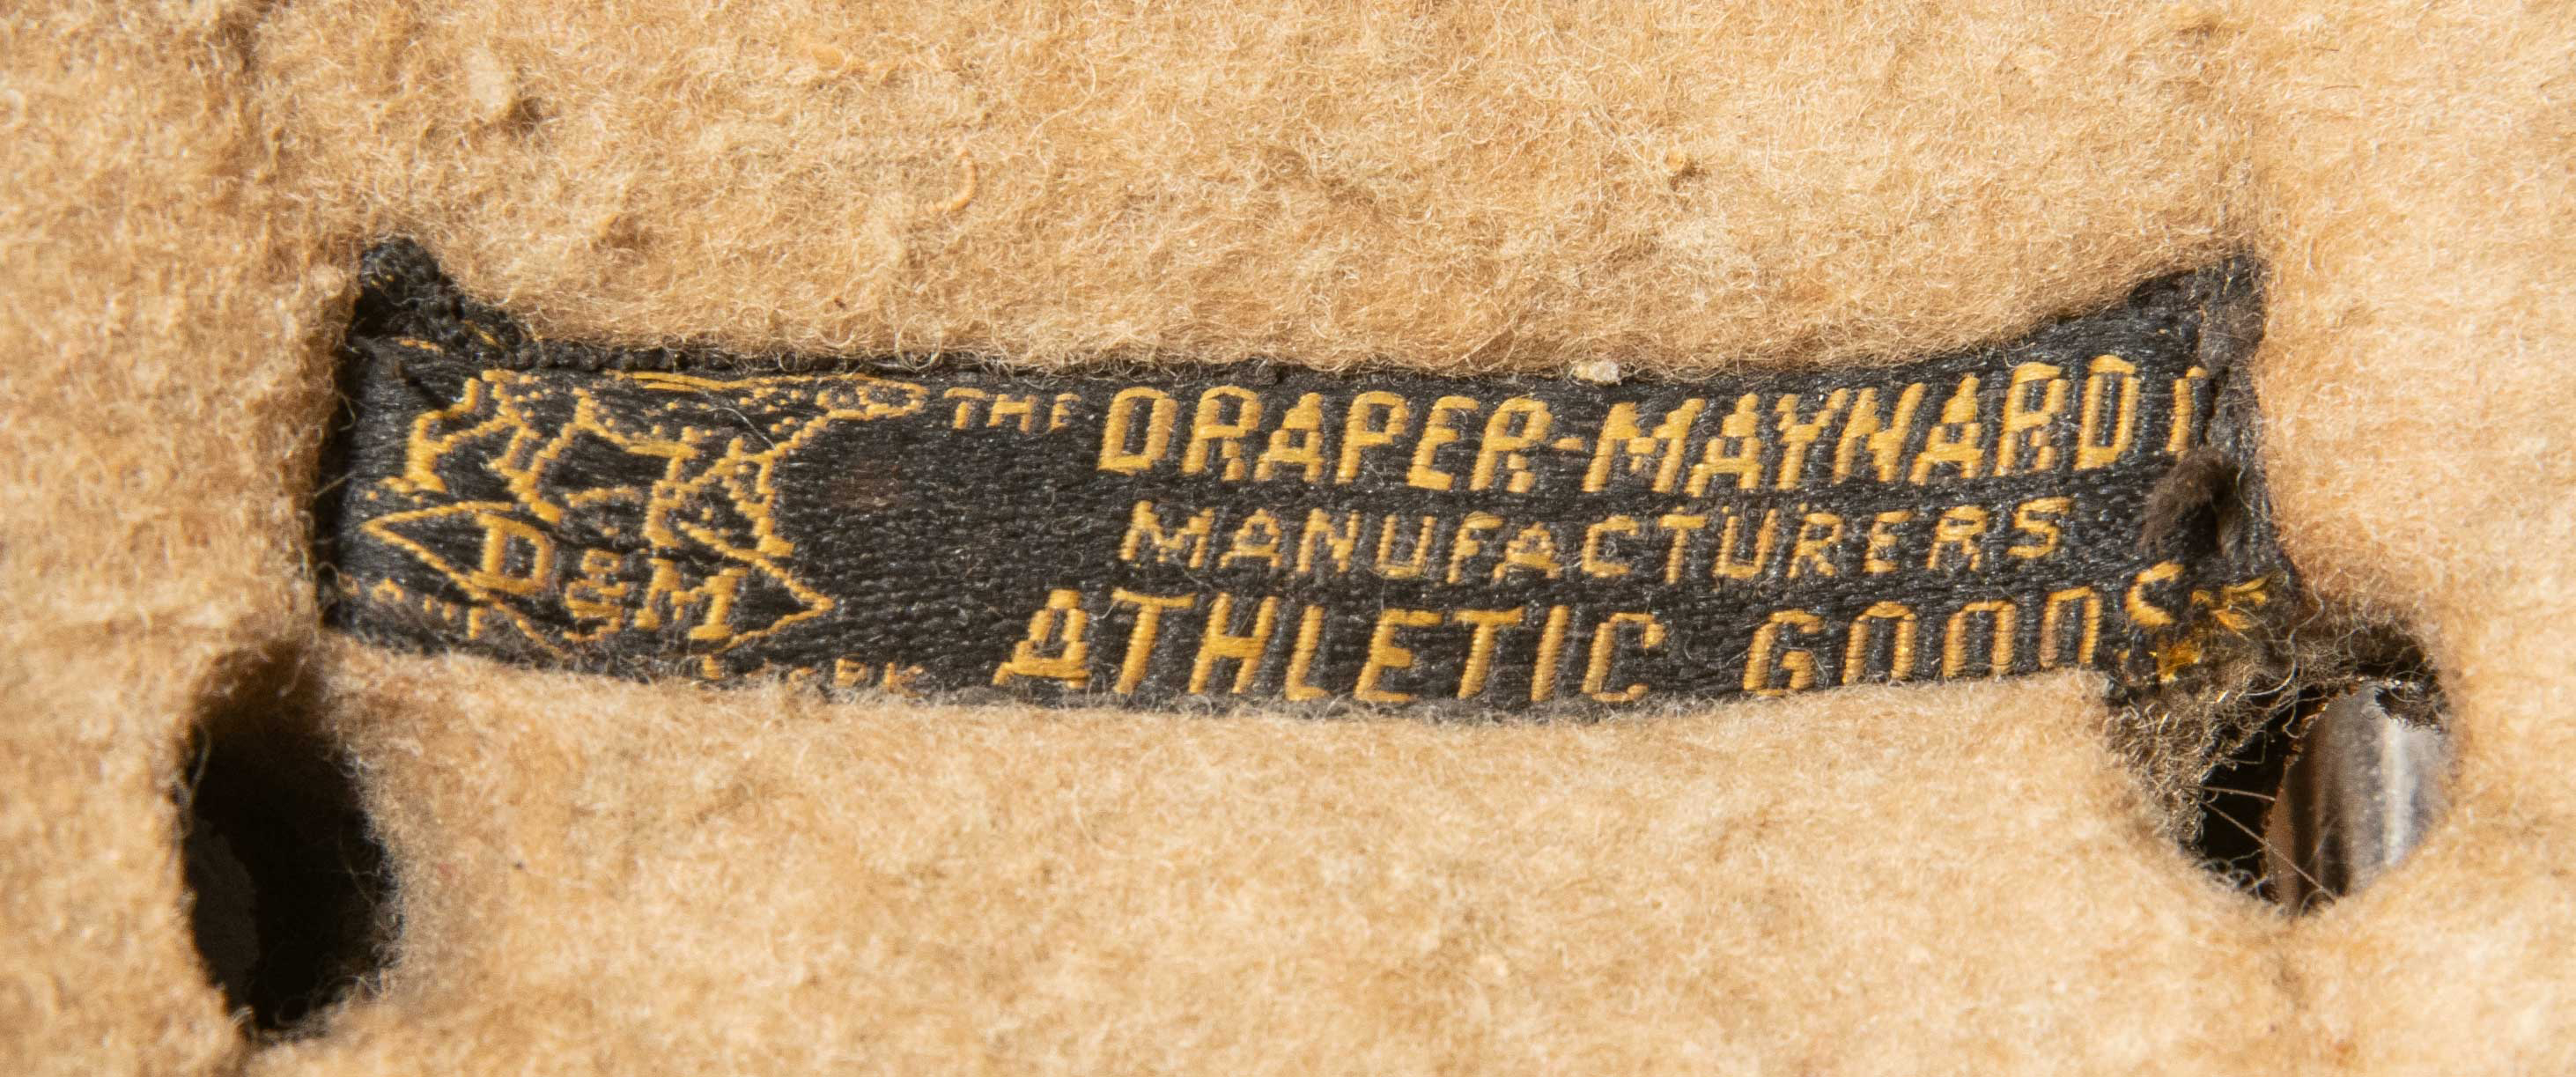 THE DRAPER-MAYNARD
MANUFACTURERS
ATHLETIC GOODS
D&M